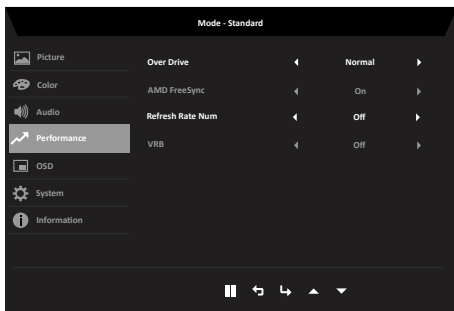 Mode - Standard
Picture
Color
Audio
Performance
OSD
System
Information
Over Drive Normal
AMD FreeSync On
Refresh Rate Num Off
VRB Off